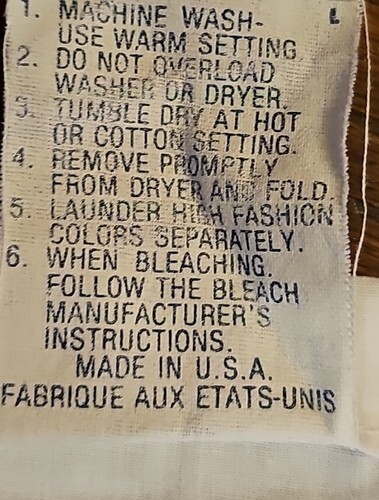 1. MACHINE WASH- L
USE WARM SETTING
2. DO NOT OVERLOAD
WASHER OR DRYER.
3. TUMBLE DRY AT HOT
OR COTTON SETTING.
4. REMOVE PROMPTLY
FROM DRYER AND FOLD.
5. LAUNDER HIGH FASHION
COLORS SEPARATELY.
6. WHEN BLEACHING.
FOLLOW THE BLEACH
MANUFACTURER'S
INSTRUCTIONS.
MADE IN U.S.A.
FABRIQUE AUX ETATS-UNIS